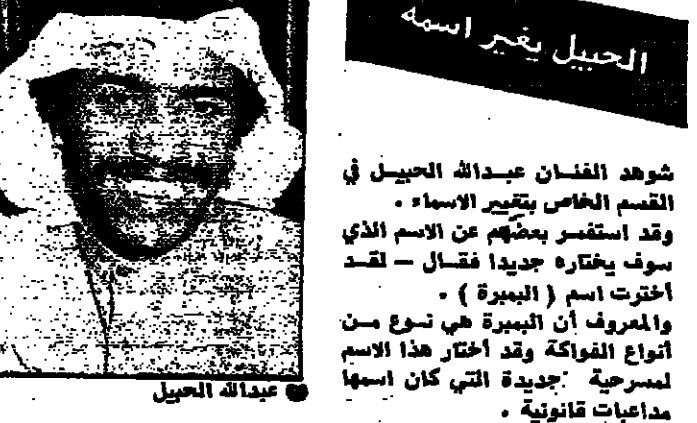 الحبيل يغير اسمه
شوهد الفنان عبدالله الحبيل في
القسم الخاص بتغيير الاسماء .
وقد استفسر بعضهم عن الاسم الذي
سوف يختاره جديدا فقال — لقد
أخترت اسم ( البمبرة ) .
والمعروف أن البمبرة هي نوع من
أنواع الفواكة وقد أختار هذا الاسم
لمسرحية جديدة التي كان اسمها
مداعبات قانونية .
عبدالله الحبيل